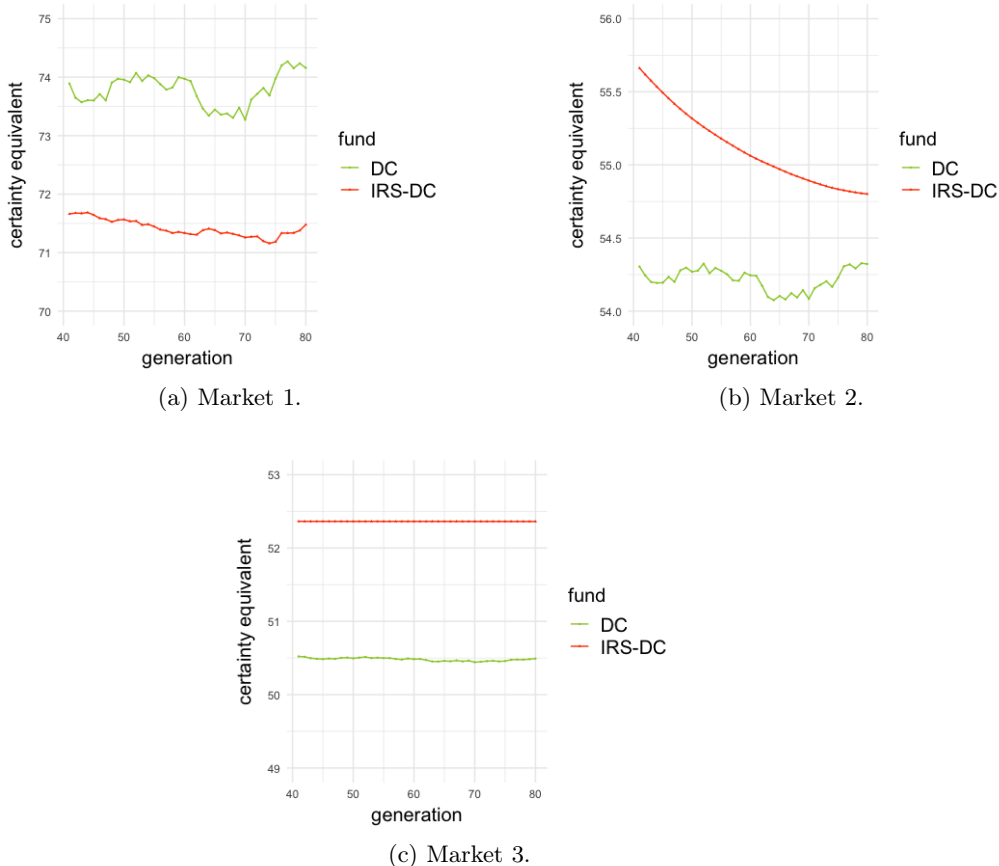 75
74
73
72
71
70
certainty equivalent
40 50 60 70 80
generation
fund
DC
IRS-DC
(a) Market 1.
56.0
55.5
55.0
54.5
54.0
certainty equivalent
40 50 60 70 80
generation
fund
DC
IRS-DC
(b) Market 2.
53
52
51
50
49
certainty equivalent
40 50 60 70 80
generation
fund
DC
IRS-DC
(c) Market 3.